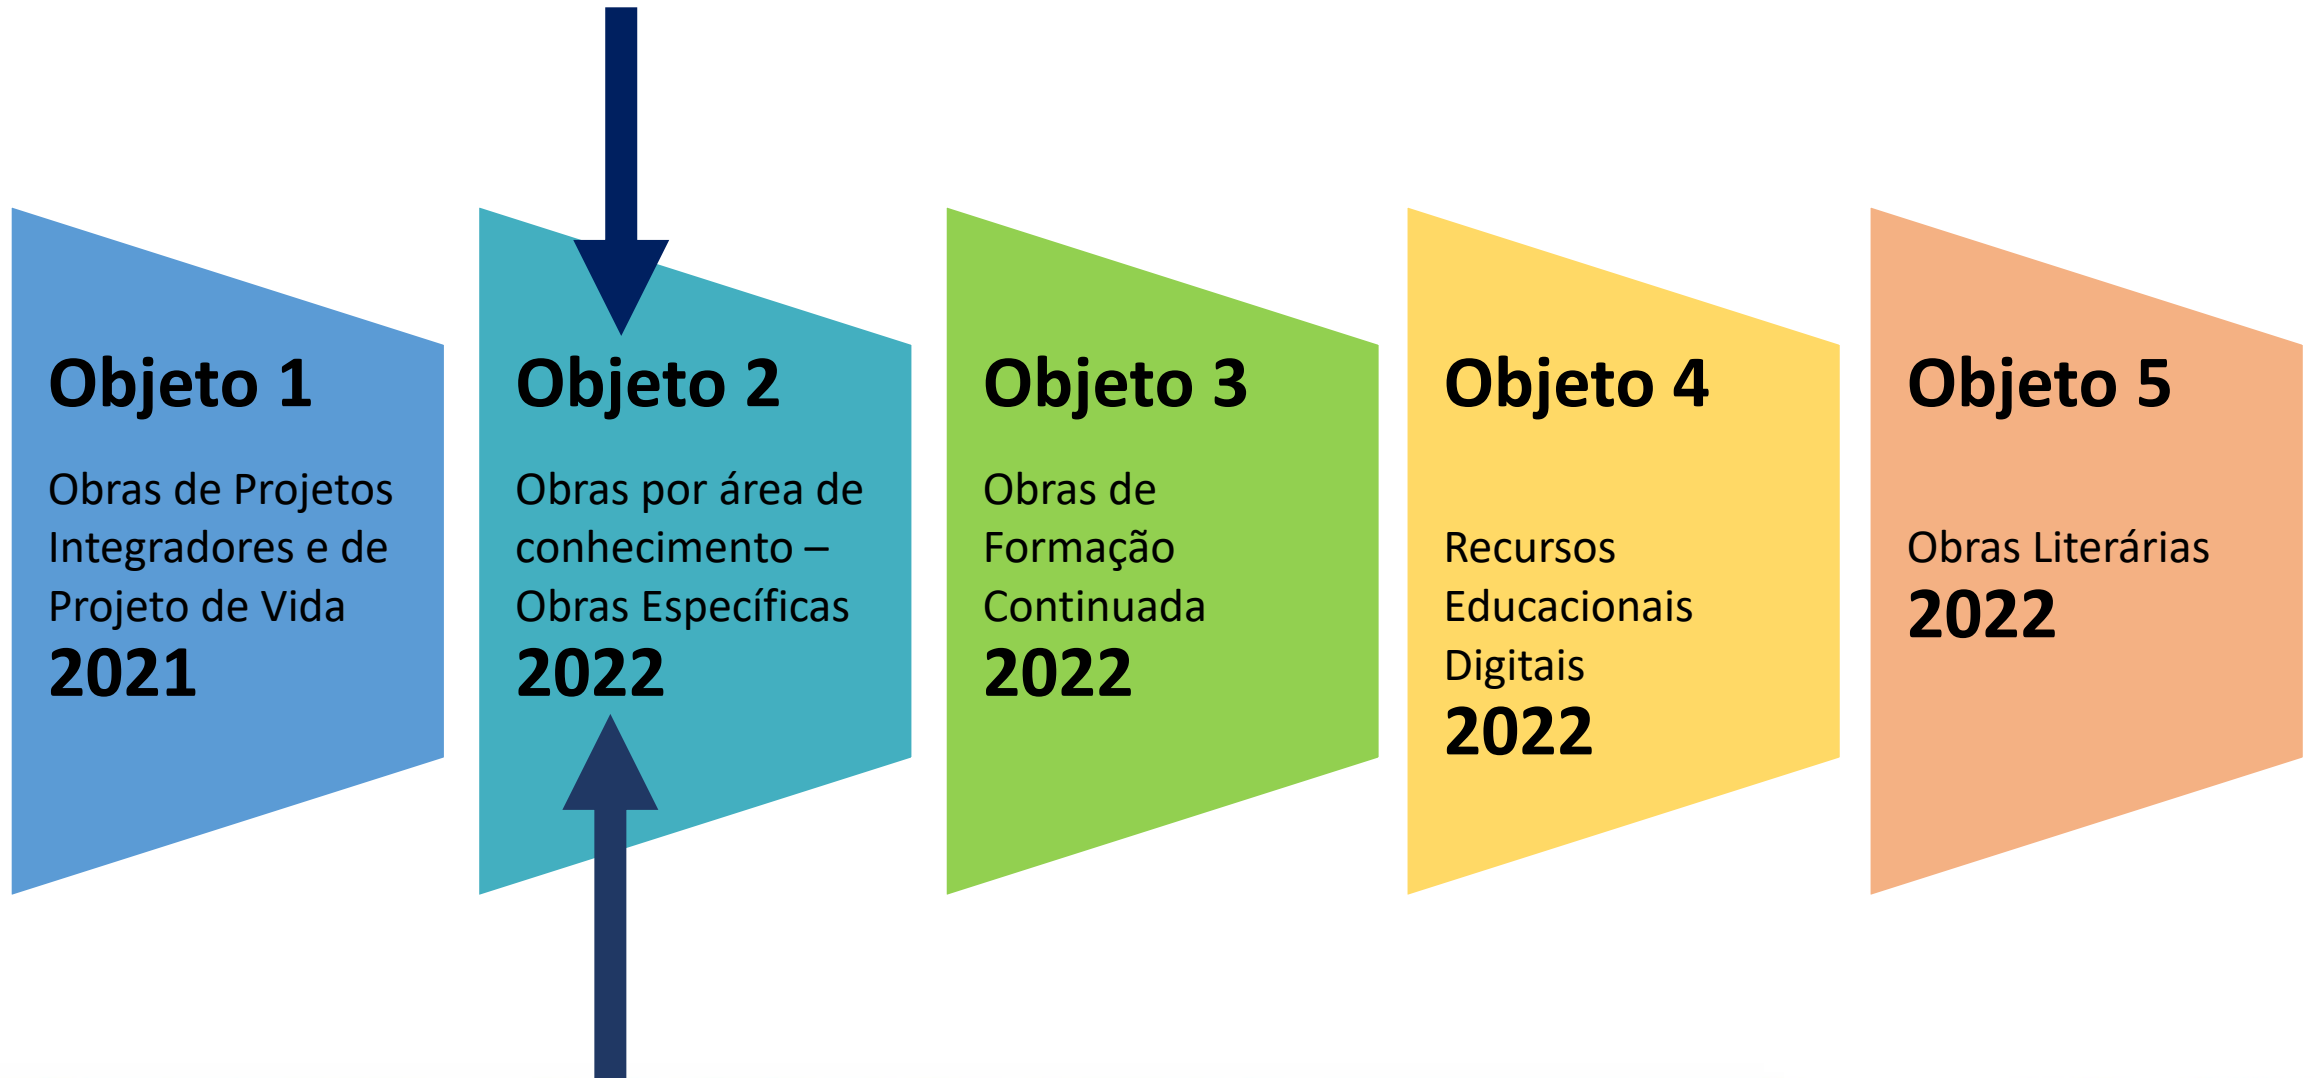 Objeto 1
Obras de Projetos
Integradores e de
Projeto de Vida
2021
Objeto 2
Obras por área de
conhecimento –
Obras Específicas
2022
Objeto 3
Obras de
Formação
Continuada
2022
Objeto 4
Recursos
Educacionais
Digitais
2022
Objeto 5
Obras Literárias
2022